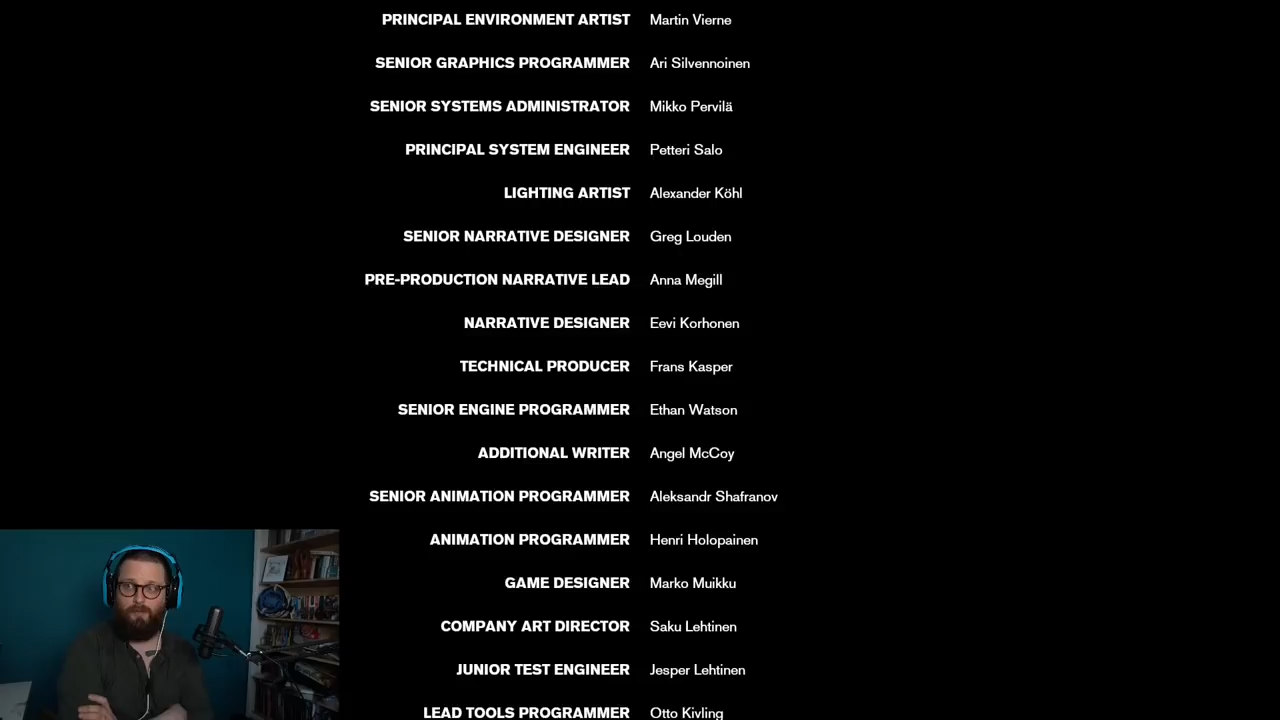 PRINCIPAL ENVIRONMENT ARTIST Martin Vierne
SENIOR GRAPHICS PROGRAMMER Ari Silvennoinen
SENIOR SYSTEMS ADMINISTRATOR Mikko Pervilä
PRINCIPAL SYSTEM ENGINEER Petteri Salo
LIGHTING ARTIST Alexander Köhl
SENIOR NARRATIVE DESIGNER Greg Louden
PRE-PRODUCTION NARRATIVE LEAD Anna Megill
NARRATIVE DESIGNER Eevi Korhonen
TECHNICAL PRODUCER Frans Kasper
SENIOR ENGINE PROGRAMMER Ethan Watson
ADDITIONAL WRITER Angel McCoy
SENIOR ANIMATION PROGRAMMER Aleksandr Shafranov
ANIMATION PROGRAMMER Henri Holopainen
GAME DESIGNER Marko Muikku
COMPANY ART DIRECTOR Saku Lehtinen
JUNIOR TEST ENGINEER Jesper Lehtinen
LEAD TOOLS PROGRAMMER Otto Kivling